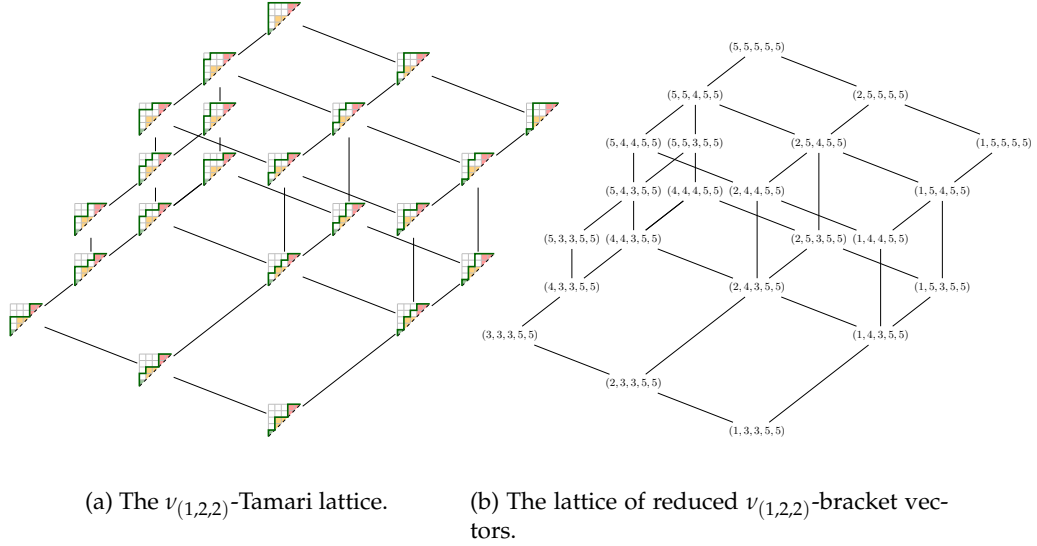 (5, 5, 5, 5, 5)
(5, 5, 4, 5, 5) (2, 5, 5, 5, 5)
(5, 4, 4, 5, 5) (5, 5, 3, 5, 5) (2, 5, 4, 5, 5) (1, 5, 5, 5, 5)
(5, 4, 3, 5, 5) (4, 4, 4, 5, 5) (2, 4, 4, 5, 5) (1, 5, 4, 5, 5)
(5, 3, 3, 5, 5) (4, 4, 3, 5, 5) (2, 5, 3, 5, 5) (1, 4, 4, 5, 5)
(4, 3, 3, 5, 5) (2, 4, 3, 5, 5) (1, 5, 3, 5, 5)
(3, 3, 3, 5, 5) (1, 4, 3, 5, 5)
(2, 3, 3, 5, 5)
(1, 3, 3, 5, 5)
(a) The ν(1,2,2)-Tamari lattice.
(b) The lattice of reduced ν(1,2,2)-bracket vec-
tors.